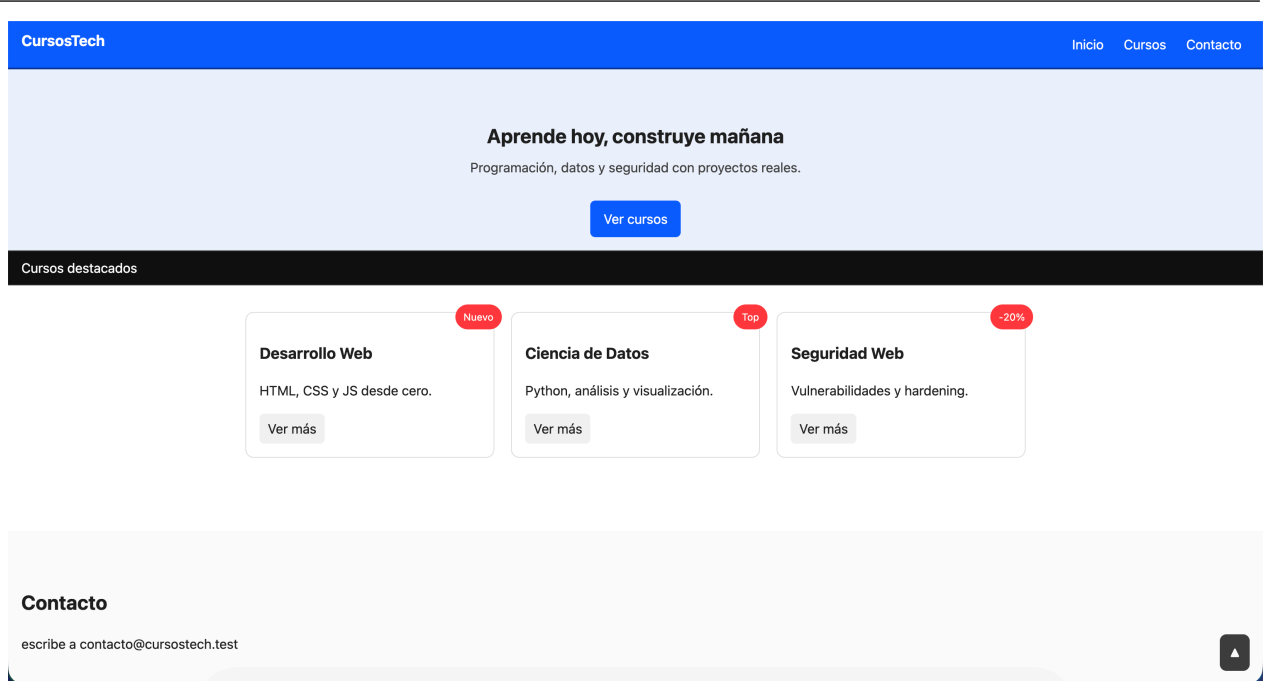 CursosTech
Inicio Cursos Contacto
Aprende hoy, construye mañana
Programación, datos y seguridad con proyectos reales.
Ver cursos
Cursos destacados
Nuevo
Desarrollo Web
HTML, CSS y JS desde cero.
Ver más
Top
Ciencia de Datos
Python, análisis y visualización.
Ver más
-20%
Seguridad Web
Vulnerabilidades y hardening.
Ver más
Contacto
escribe a contacto@cursostech.test
▲